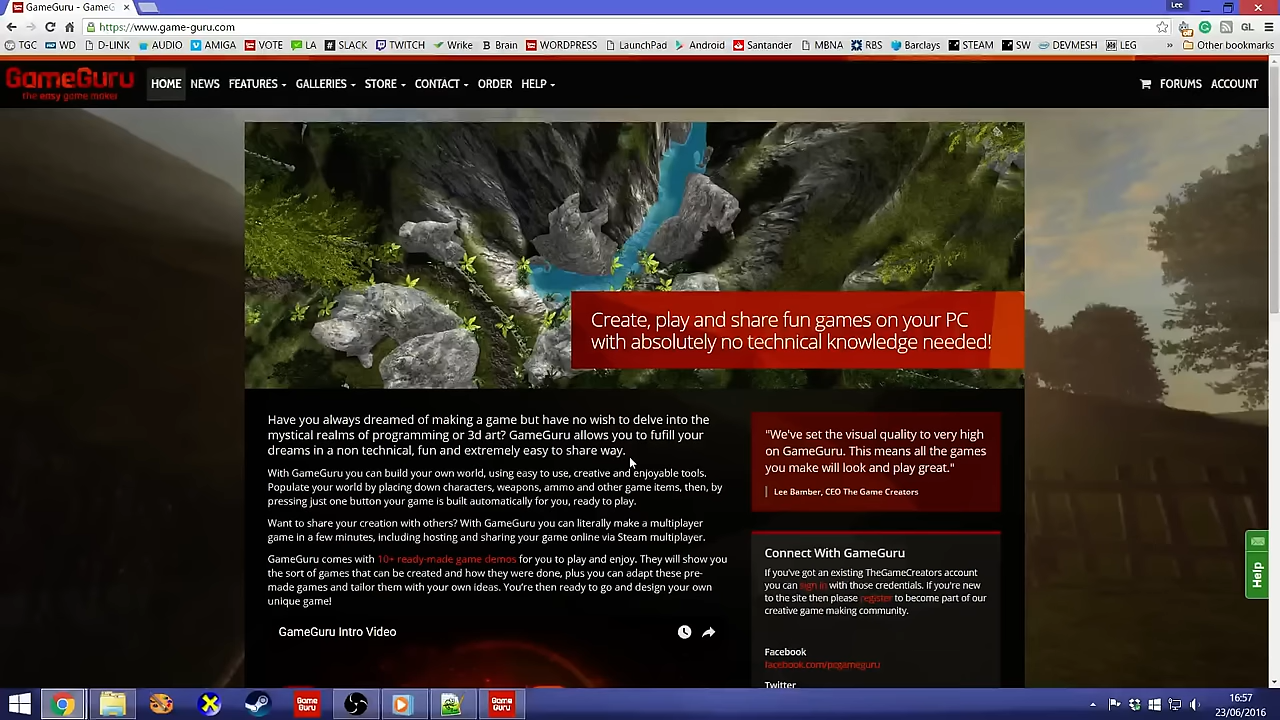 GameGuru - GameG
Lee
https://www.game-guru.com
GL
TGC WD D-LINK AUDIO AMIGA VOTE LA SLACK TWITCH Wrike Brain WORDPRESS LaunchPad Android Santander MBNA RBS Barclays STEAM SW DEVMESH LEG » Other bookmarks
GameGuru
the easy game maker
HOME NEWS FEATURES GALLERIES STORE CONTACT ORDER HELP FORUMS ACCOUNT
Create, play and share fun games on your PC
with absolutely no technical knowledge needed!
Have you always dreamed of making a game but have no wish to delve into the
mystical realms of programming or 3d art? GameGuru allows you to fufill your
dreams in a non technical, fun and extremely easy to share way.
With GameGuru you can build your own world, using easy to use, creative and enjoyable tools.
Populate your world by placing down characters, weapons, ammo and other game items, then, by
pressing just one button your game is built automatically for you, ready to play.
Want to share your creation with others? With GameGuru you can literally make a multiplayer
game in a few minutes, including hosting and sharing your game online via Steam multiplayer.
GameGuru comes with 10+ ready-made game demos for you to play and enjoy. They will show you
the sort of games that can be created and how they were done, plus you can adapt these pre-
made games and tailor them with your own ideas. You're then ready to go and design your own
unique game!
GameGuru Intro Video
"We've set the visual quality to very high
on GameGuru. This means all the games
you make will look and play great."
Lee Bamber, CEO The Game Creators
Connect With GameGuru
If you've got an existing TheGameCreators account
you can sign in with those credentials. If you're new
to the site then please register to become part of our
creative game making community.
Facebook
facebook.com/pcgameguru
Twitter
Help
Game
Guru
Game
Guru
16:57
23/06/2016